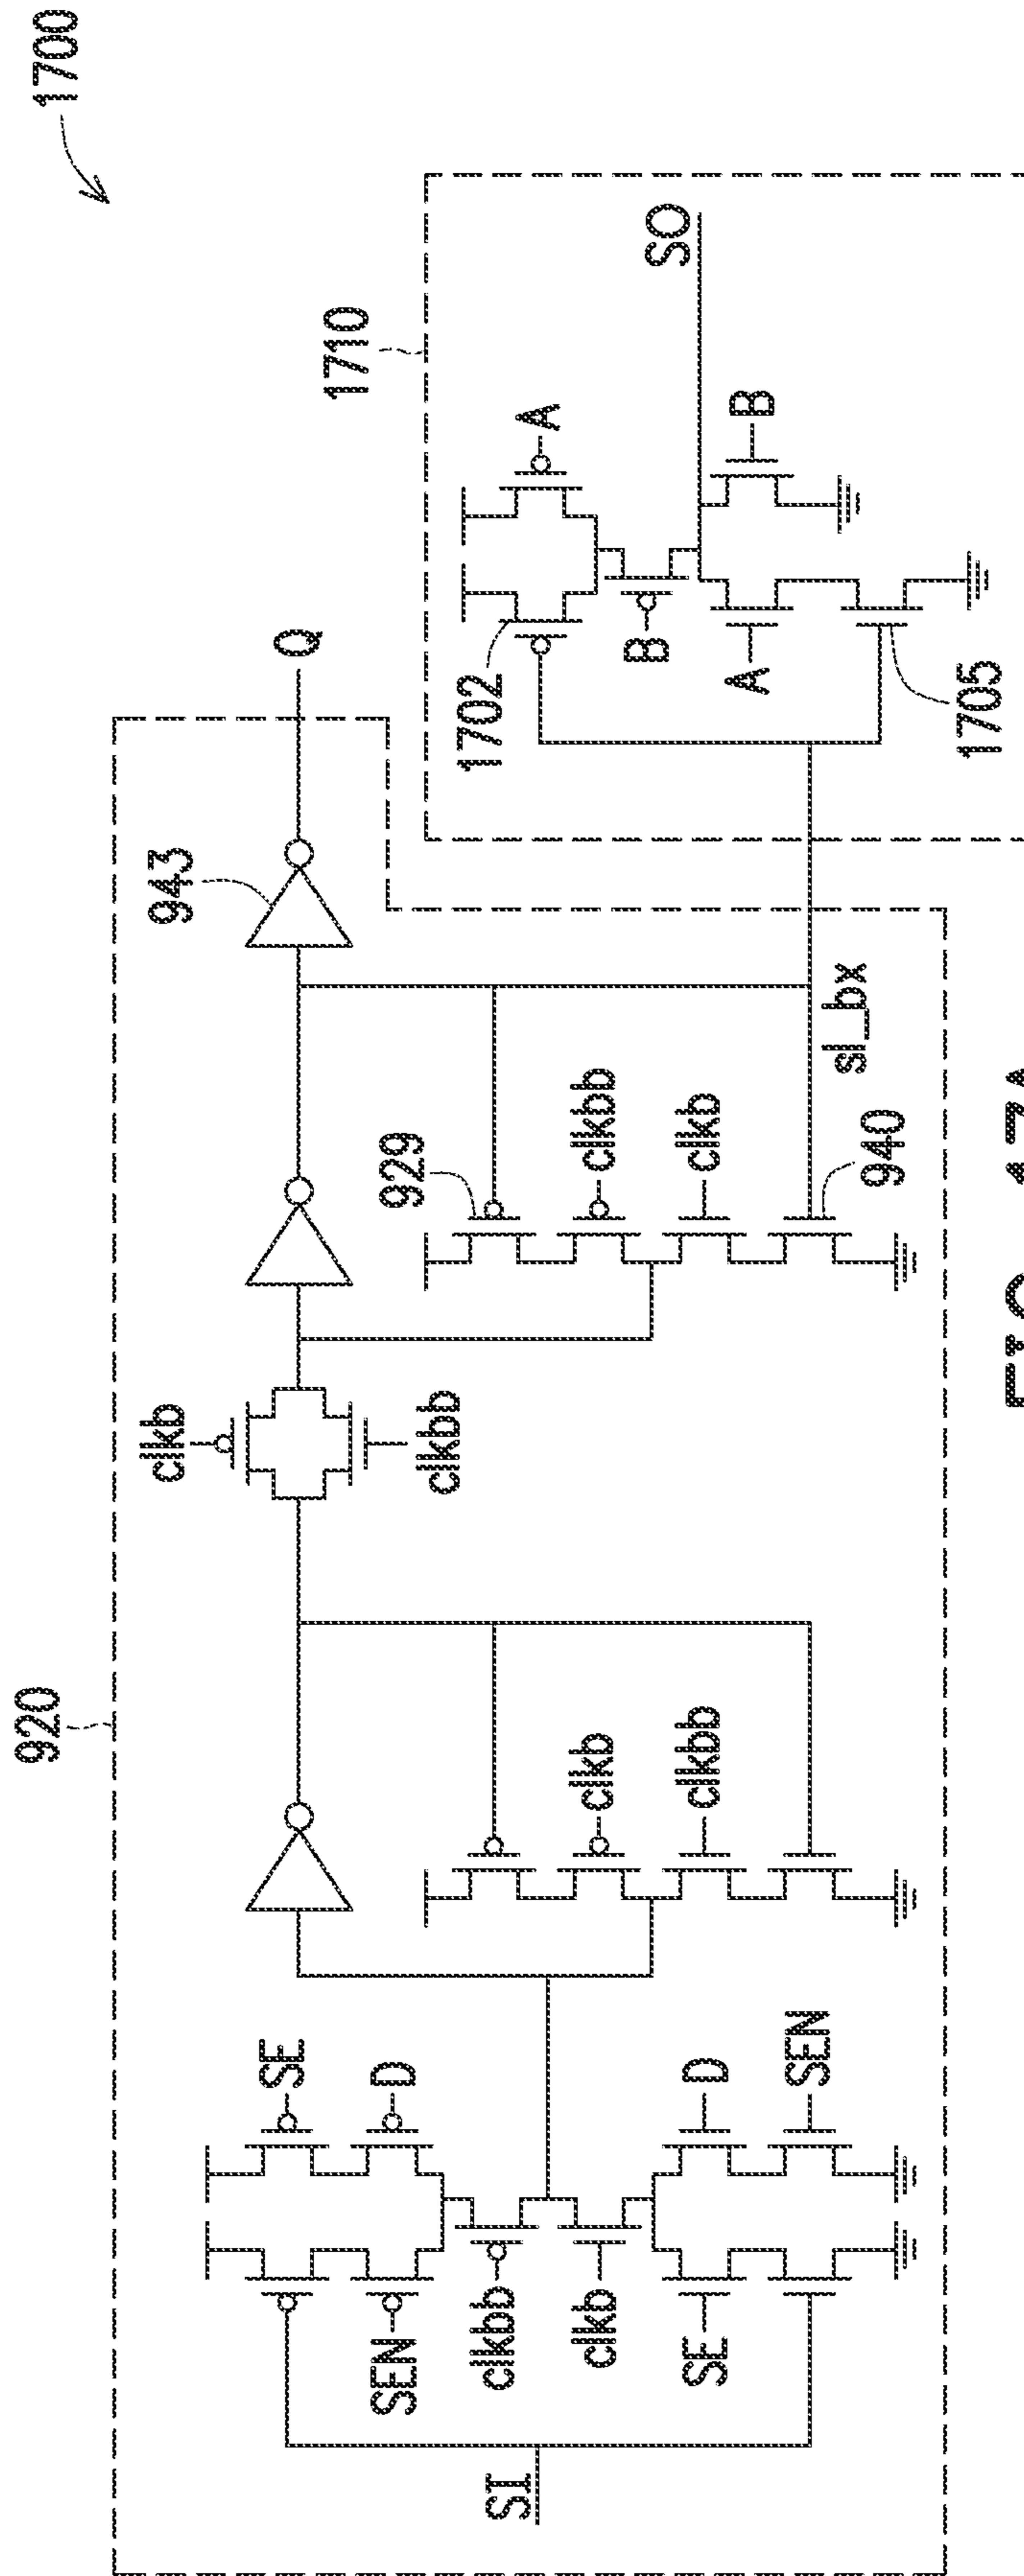 1700
920
clkb
943
SE
Q
1710
SEN
D
929
clkbb
1702
clkbb
SI
A
clkb
clkb
clkbb
B
SO
SE
D
clkbb
clkb
A
B
SEN
sl_bx
940
1705